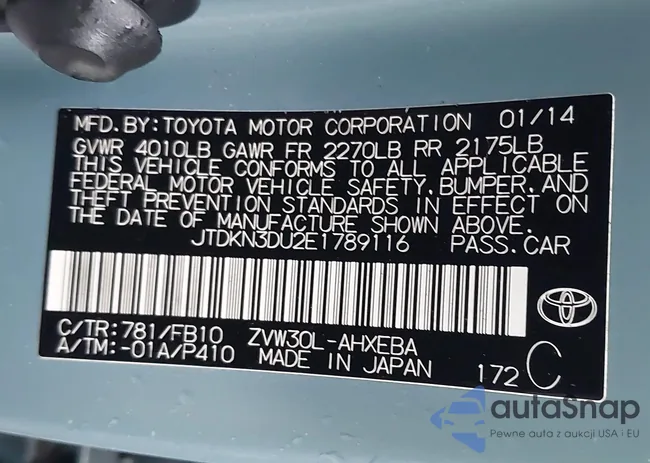 MFD. BY: TOYOTA MOTOR CORPORATION 01/14
GVWR 4010LB GAWR FR 2270LB RR 2175LB
THIS VEHICLE CONFORMS TO ALL APPLICABLE
FEDERAL MOTOR VEHICLE SAFETY, BUMPER, AND
THEFT PREVENTION STANDARDS IN EFFECT ON
THE DATE OF MANUFACTURE SHOWN ABOVE.
JTDKN3DU2E1789116 PASS. CAR
C/TR: 781/FB10 ZVW30L-AHXEBA
A/TM: -01A/P410 MADE IN JAPAN 172 C
autoSnap
Pewne auta z aukcji USA i EU